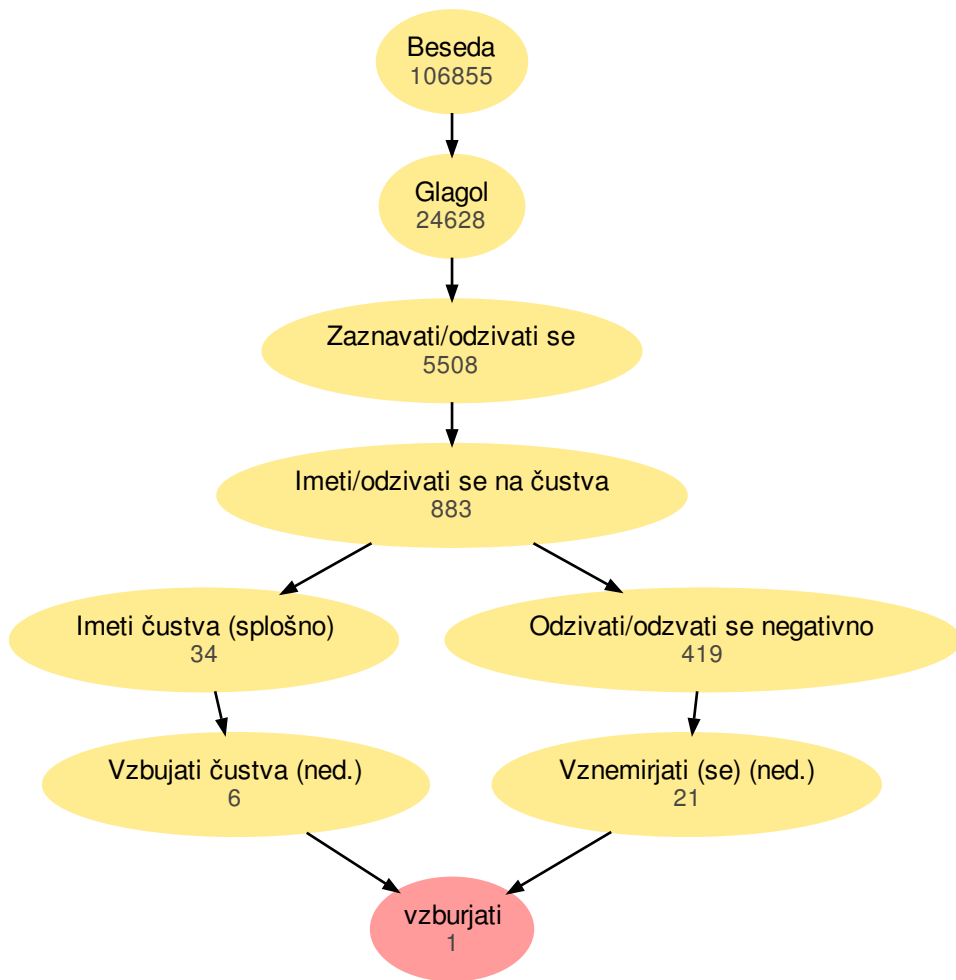 Beseda
106855
Glagol
24628
Zaznavati/odzivati se
5508
Imeti/odzivati se na čustva
883
Imeti čustva (splošno)
34
Odzivati/odzvati se negativno
419
Vzbujati čustva (ned.)
6
Vznemirjati (se) (ned.)
21
vzburjati
1